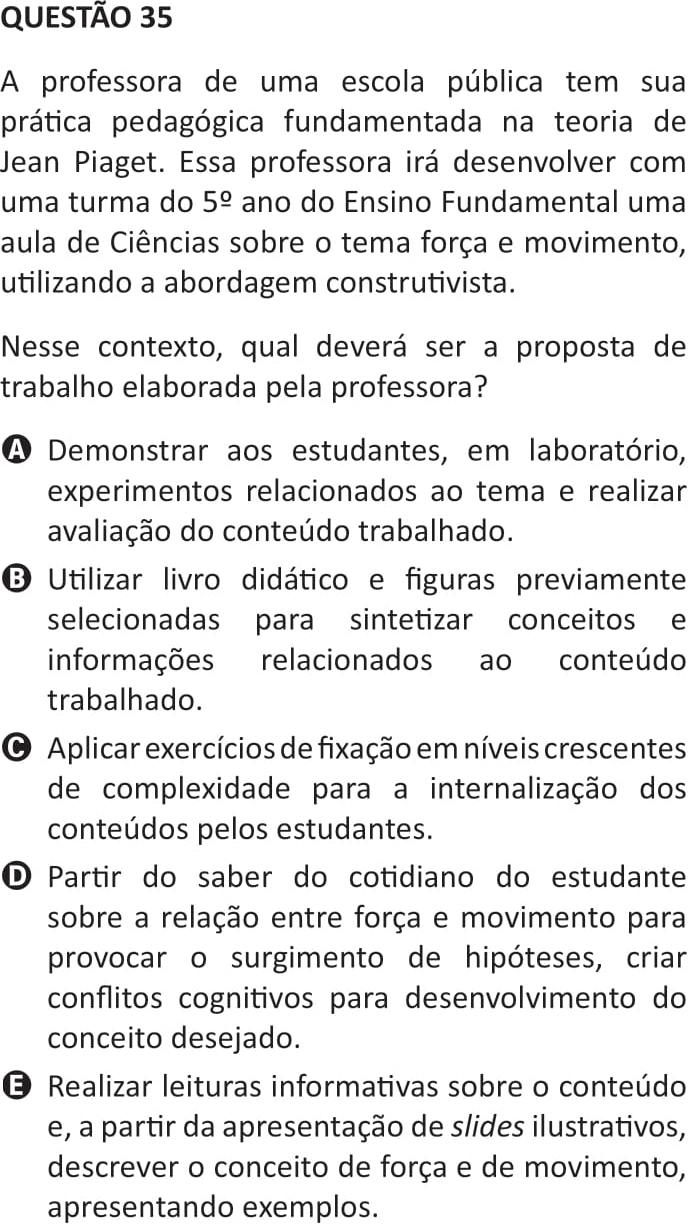 QUESTÃO 35
A professora de uma escola pública tem sua
prática pedagógica fundamentada na teoria de
Jean Piaget. Essa professora irá desenvolver com
uma turma do 5º ano do Ensino Fundamental uma
aula de Ciências sobre o tema força e movimento,
utilizando a abordagem construtivista.
Nesse contexto, qual deverá ser a proposta de
trabalho elaborada pela professora?
A Demonstrar aos estudantes, em laboratório,
experimentos relacionados ao tema e realizar
avaliação do conteúdo trabalhado.
B Utilizar livro didático e figuras previamente
selecionadas para sintetizar conceitos e
informações relacionados ao conteúdo
trabalhado.
C Aplicar exercícios de fixação em níveis crescentes
de complexidade para a internalização dos
conteúdos pelos estudantes.
D Partir do saber do cotidiano do estudante
sobre a relação entre força e movimento para
provocar o surgimento de hipóteses, criar
conflitos cognitivos para desenvolvimento do
conceito desejado.
E Realizar leituras informativas sobre o conteúdo
e, a partir da apresentação de slides ilustrativos,
descrever o conceito de força e de movimento,
apresentando exemplos.